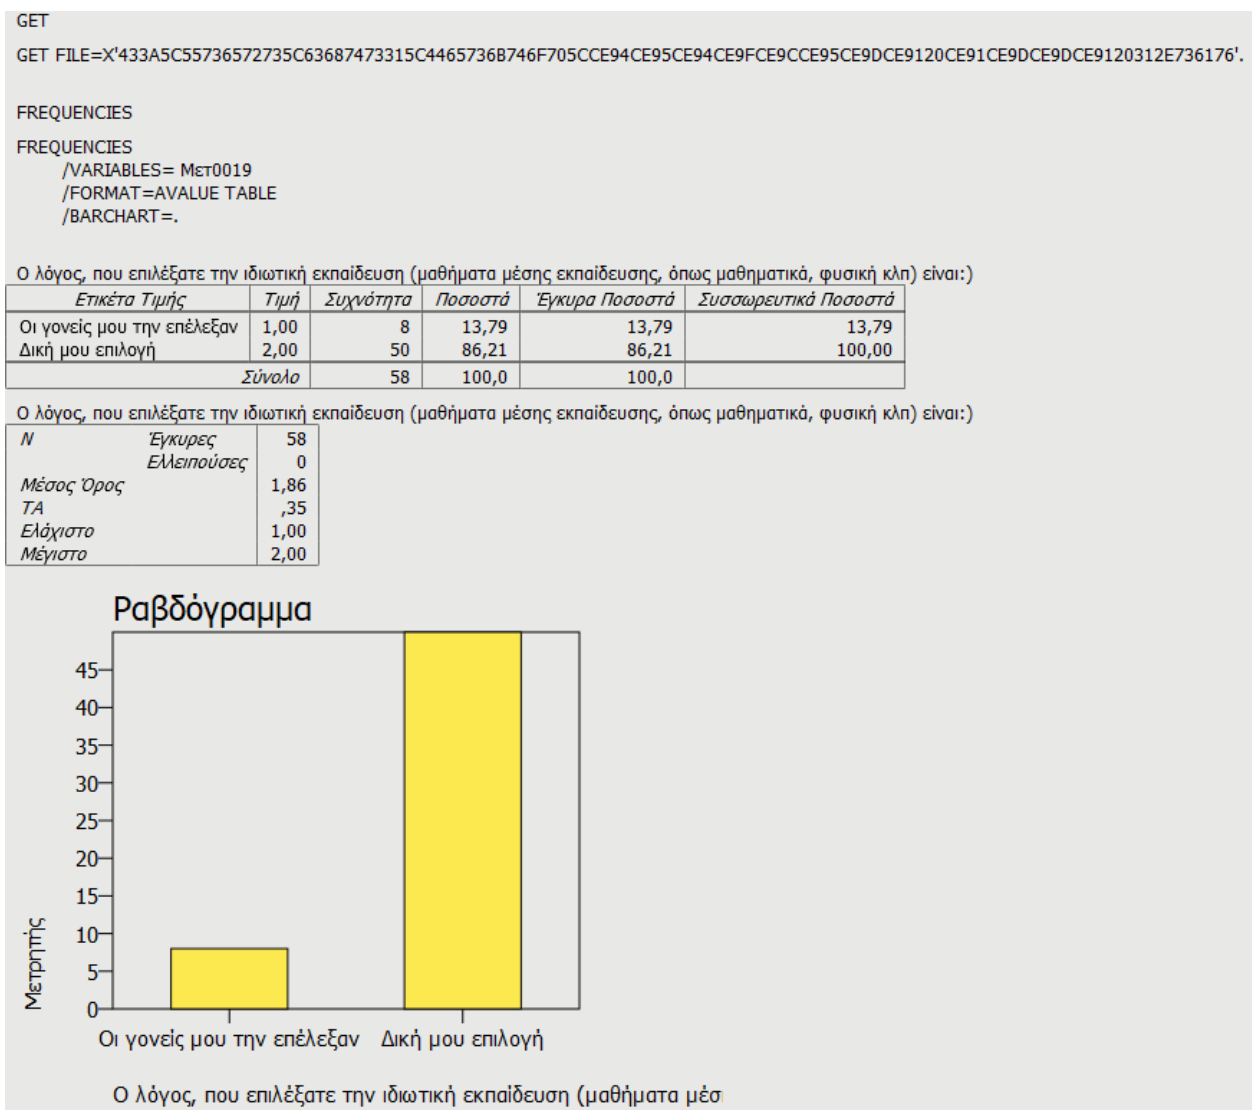 GET
GET FILE=X'433A5C55736572735C63687473315C4465736B746F705CCE94CE95CE94CE9FCE9CCE95CE9DCE9120CE91CE9DCE9DCE9120312E736176'.
FREQUENCIES
FREQUENCIES
/VARIABLES= Μετ0019
/FORMAT=AVALUE TABLE
/BARCHART=.
Ο λόγος, που επιλέξατε την ιδιωτική εκπαίδευση (μαθήματα μέσης εκπαίδευσης, όπως μαθηματικά, φυσική κλπ) είναι:)
Ετικέτα Τιμής Τιμή Συχνότητα Ποσοστά Έγκυρα Ποσοστά Συσσωρευτικά Ποσοστά
Οι γονείς μου την επέλεξαν 1,00 8 13,79 13,79 13,79
Δική μου επιλογή 2,00 50 86,21 86,21 100,00
Σύνολο 58 100,0 100,0
Ο λόγος, που επιλέξατε την ιδιωτική εκπαίδευση (μαθήματα μέσης εκπαίδευσης, όπως μαθηματικά, φυσική κλπ) είναι:)
N Έγκυρες 58
Ελλειπούσες 0
Μέσος Όρος 1,86
ΤΑ ,35
Ελάχιστο 1,00
Μέγιστο 2,00
Ραβδόγραμμα
45
40
35
30
25
20
15
10
5
0
Μετρητής
Οι γονείς μου την επέλεξαν Δική μου επιλογή
Ο λόγος, που επιλέξατε την ιδιωτική εκπαίδευση (μαθήματα μέσ